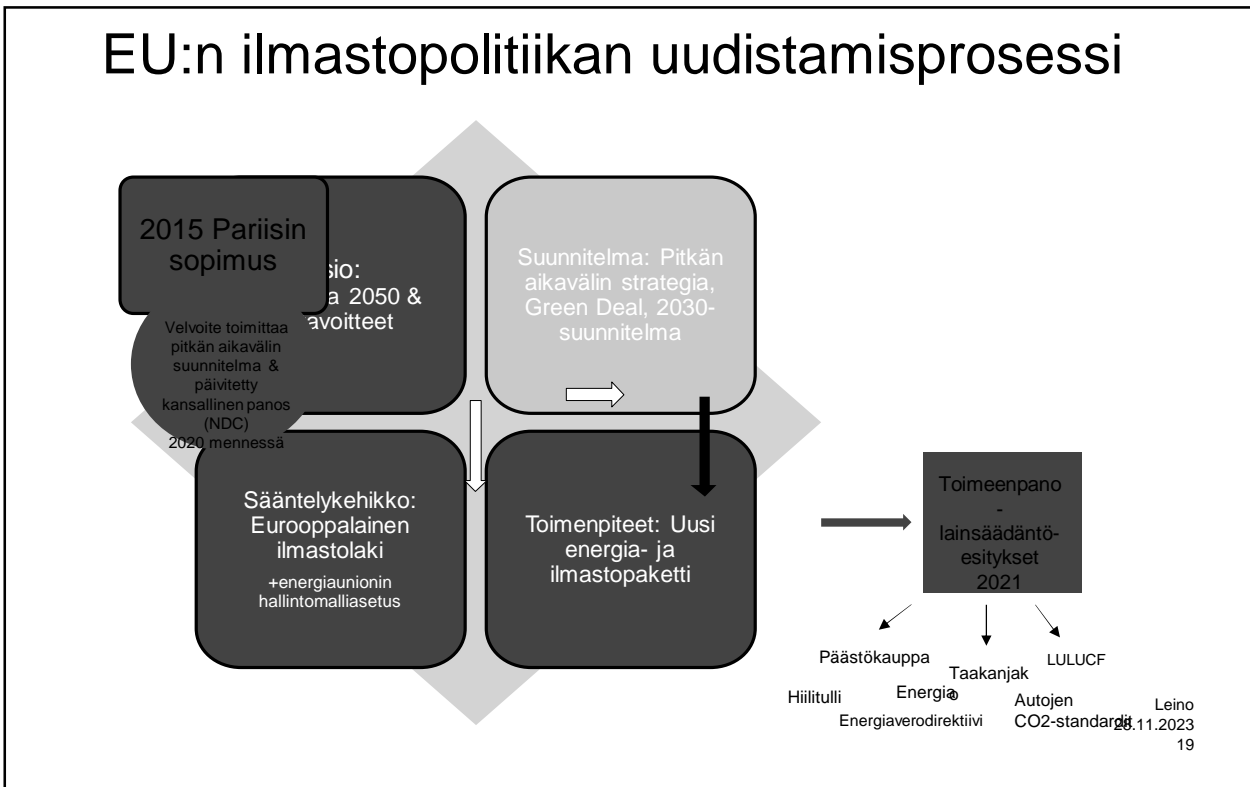 EU:n ilmastopolitiikan uudistamisprosessi
2015 Pariisin
sopimus
sio:
a 2050 &
avoitteet
Velvoite toimittaa
pitkän aikavälin
suunnitelma &
päivitetty
kansallinen panos
(NDC)
2020 mennessä
Suunnitelma: Pitkän
aikavälin strategia,
Green Deal, 2030-
suunnitelma
Sääntelykehikko:
Eurooppalainen
ilmastolaki
+energiaunionin
hallintomalliasetus
Toimenpiteet: Uusi
energia- ja
ilmastopaketti
Toimeenpano
-
lainsäädäntö-
esitykset
2021
Päästökauppa
Taakanjak
o
LULUCF
Hiilitulli
Energia
Energiaverodirektiivi
Autojen
CO2-standardit
Leino
28.11.2023
19